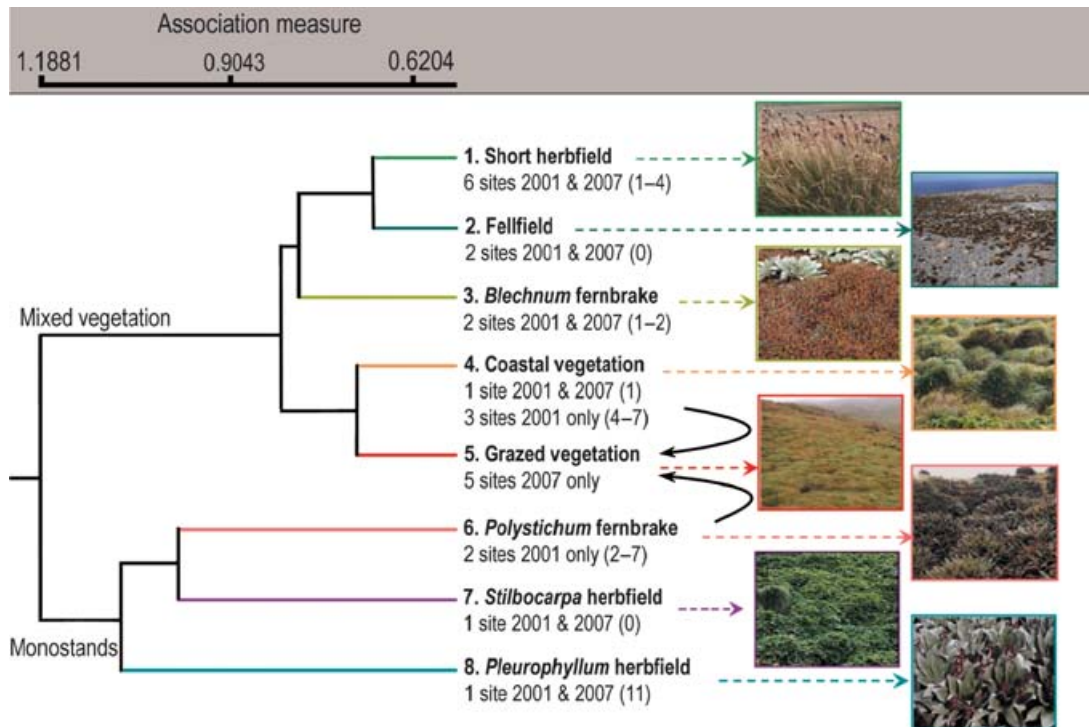 Association measure
1.1881 0.9043 0.6204
1. Short herbfield
6 sites 2001 & 2007 (1–4)
2. Fellfield
2 sites 2001 & 2007 (0)
3. Blechnum fernbrake
2 sites 2001 & 2007 (1–2)
Mixed vegetation
4. Coastal vegetation
1 site 2001 & 2007 (1)
3 sites 2001 only (4–7)
5. Grazed vegetation
5 sites 2007 only
6. Polystichum fernbrake
2 sites 2001 only (2–7)
7. Stilbocarpa herbfield
1 site 2001 & 2007 (0)
Monostands
8. Pleurophyllum herbfield
1 site 2001 & 2007 (11)